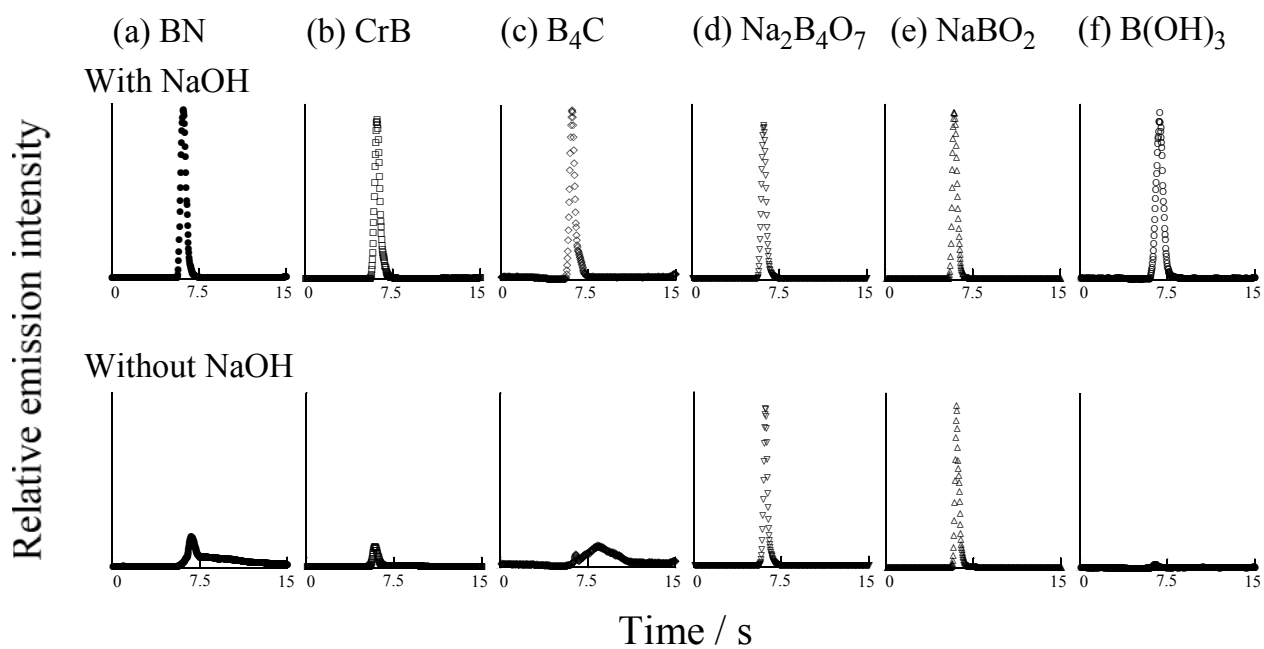 (a) BN (b) CrB (c) B₄C (d) Na₂B₄O₇ (e) NaBO₂ (f) B(OH)₃
With NaOH
0 7.5 15 0 7.5 15 0 7.5 15 0 7.5 15 0 7.5 15 0 7.5 15
Without NaOH
0 7.5 15 0 7.5 15 0 7.5 15 0 7.5 15 0 7.5 15 0 7.5 15
Relative emission intensity
Time / s